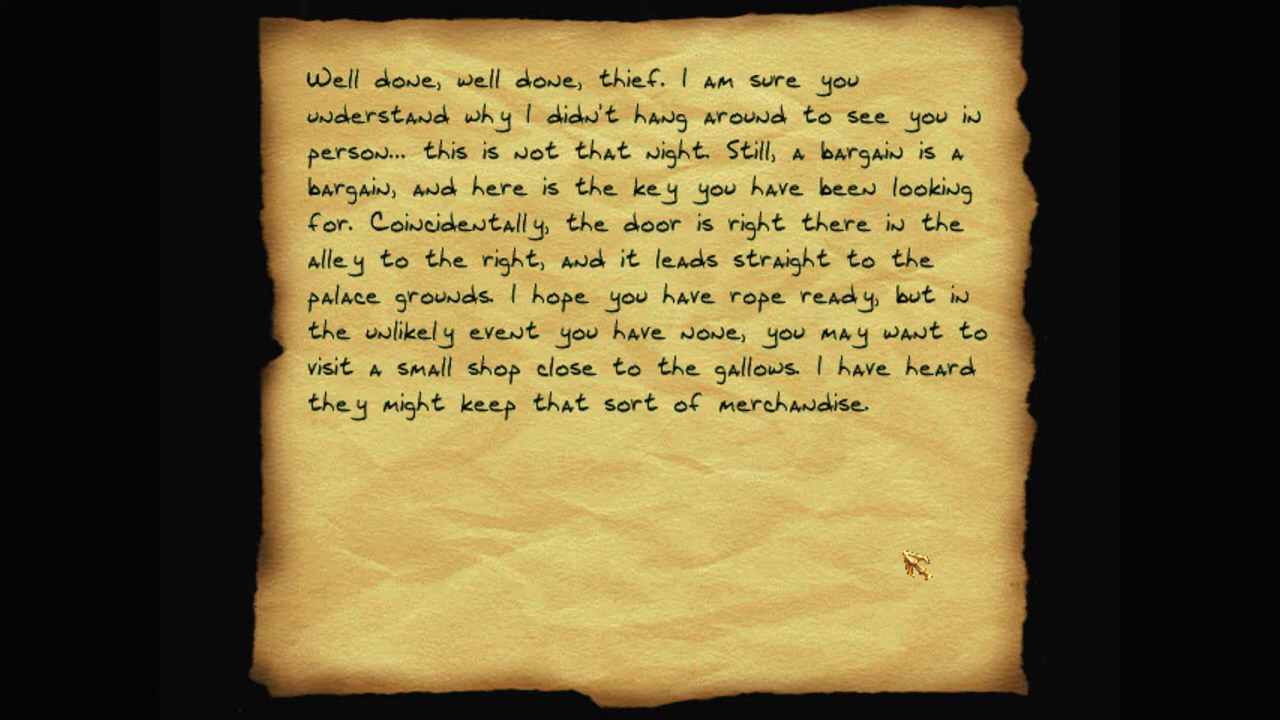 Well done, well done, thief. I am sure you
understand why I didn't hang around to see you in
person... this is not that night. Still, a bargain is a
bargain, and here is the key you have been looking
for. Coincidentally, the door is right there in the
alley to the right, and it leads straight to the
palace grounds. I hope you have rope ready, but in
the unlikely event you have none, you may want to
visit a small shop close to the gallows. I have heard
they might keep that sort of merchandise.